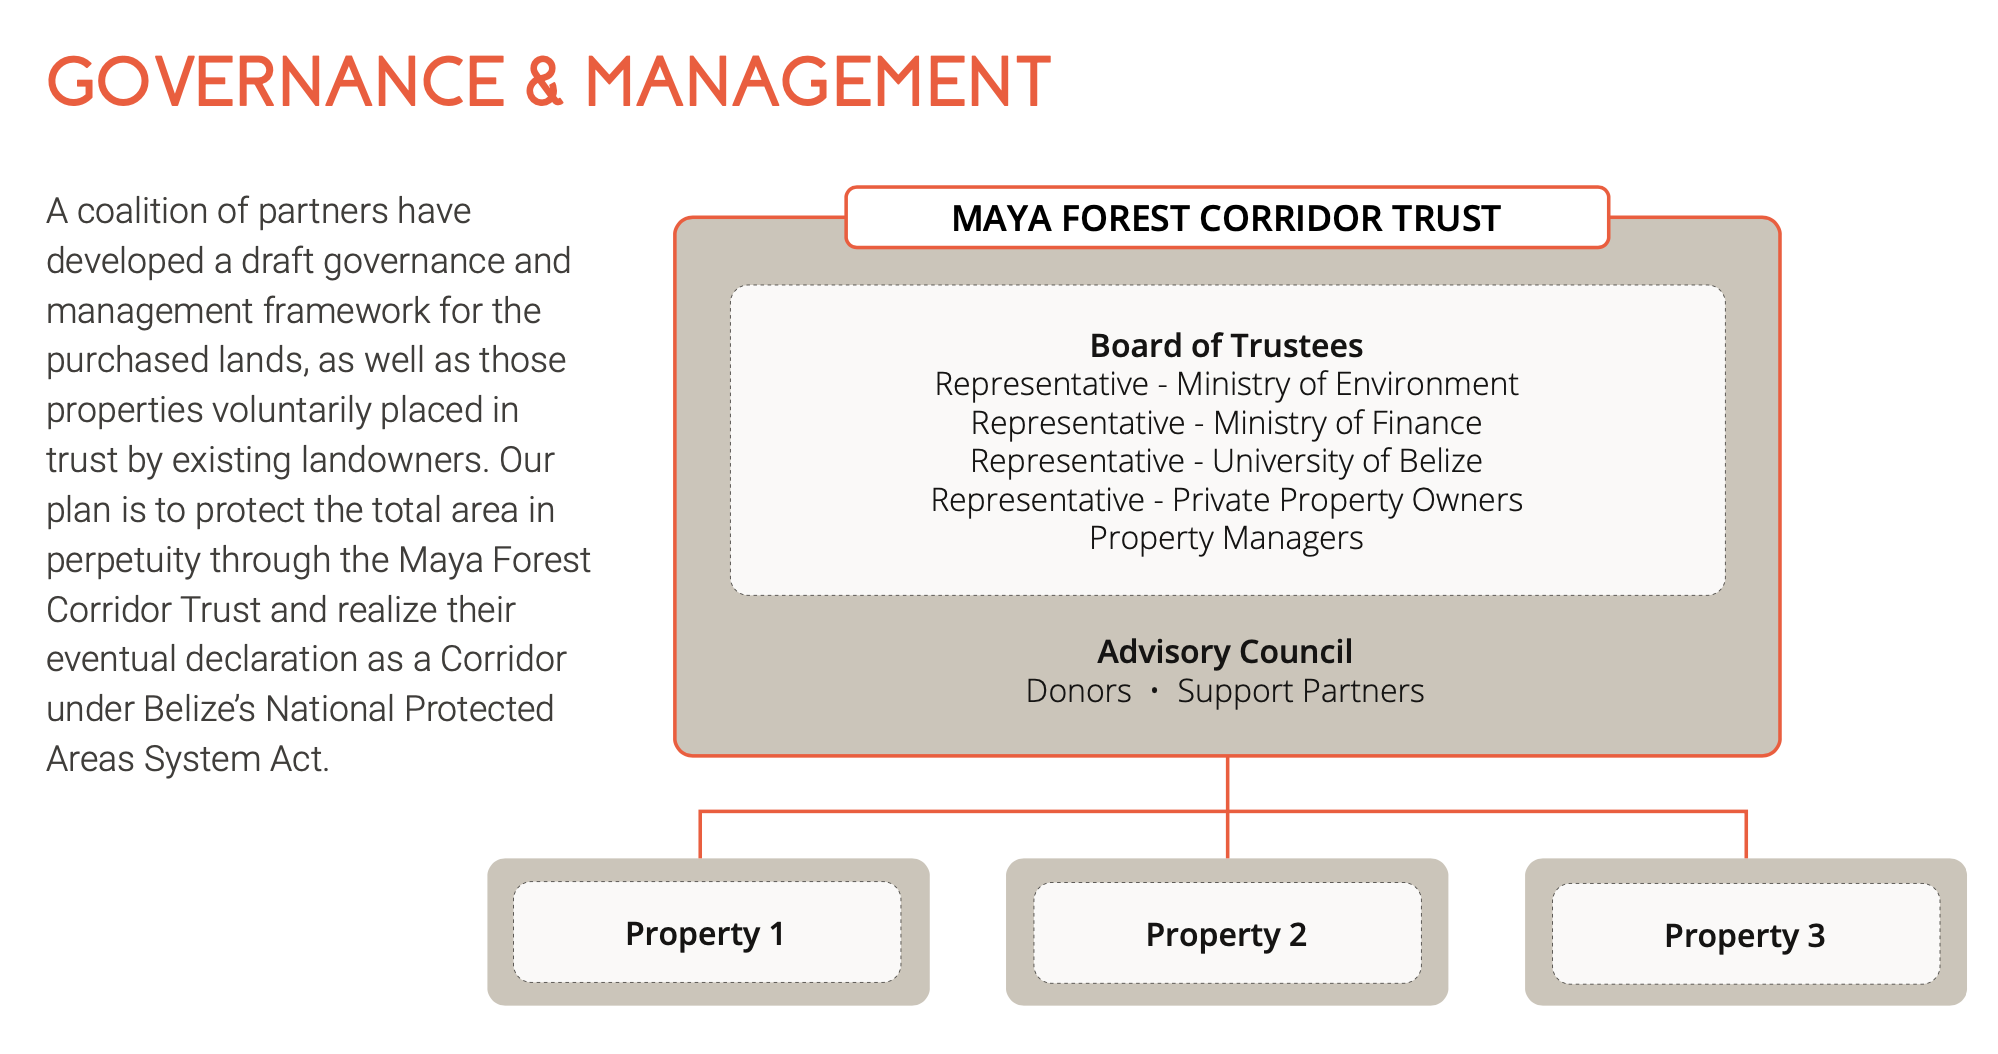 GOVERNANCE & MANAGEMENT
A coalition of partners have
developed a draft governance and
management framework for the
purchased lands, as well as those
properties voluntarily placed in
trust by existing landowners. Our
plan is to protect the total area in
perpetuity through the Maya Forest
Corridor Trust and realize their
eventual declaration as a Corridor
under Belize’s National Protected
Areas System Act.
MAYA FOREST CORRIDOR TRUST
Board of Trustees
Representative - Ministry of Environment
Representative - Ministry of Finance
Representative - University of Belize
Representative - Private Property Owners
Property Managers
Advisory Council
Donors • Support Partners
Property 1
Property 2
Property 3